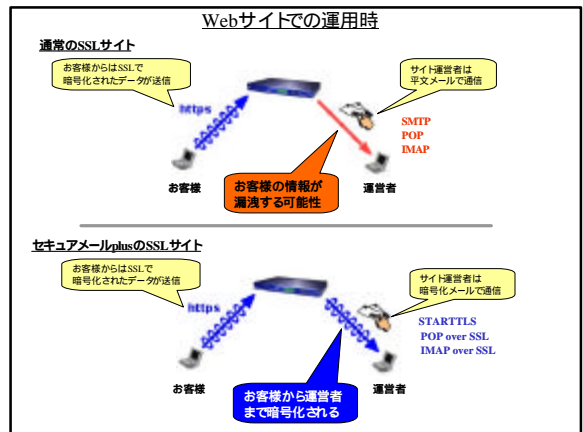 Webサイトでの運用時
通常のSSLサイト
お客様からはSSLで
暗号化されたデータが送信
https
サイト運営者は
平文メールで通信
SMTP
POP
IMAP
お客様
お客様の情報が
漏洩する可能性
運営者
セキュアメールplusのSSLサイト
お客様からはSSLで
暗号化されたデータが送信
https
サイト運営者は
暗号化メールで通信
STARTTLS
POP over SSL
IMAP over SSL
お客様
お客様から運営者
まで暗号化される
運営者